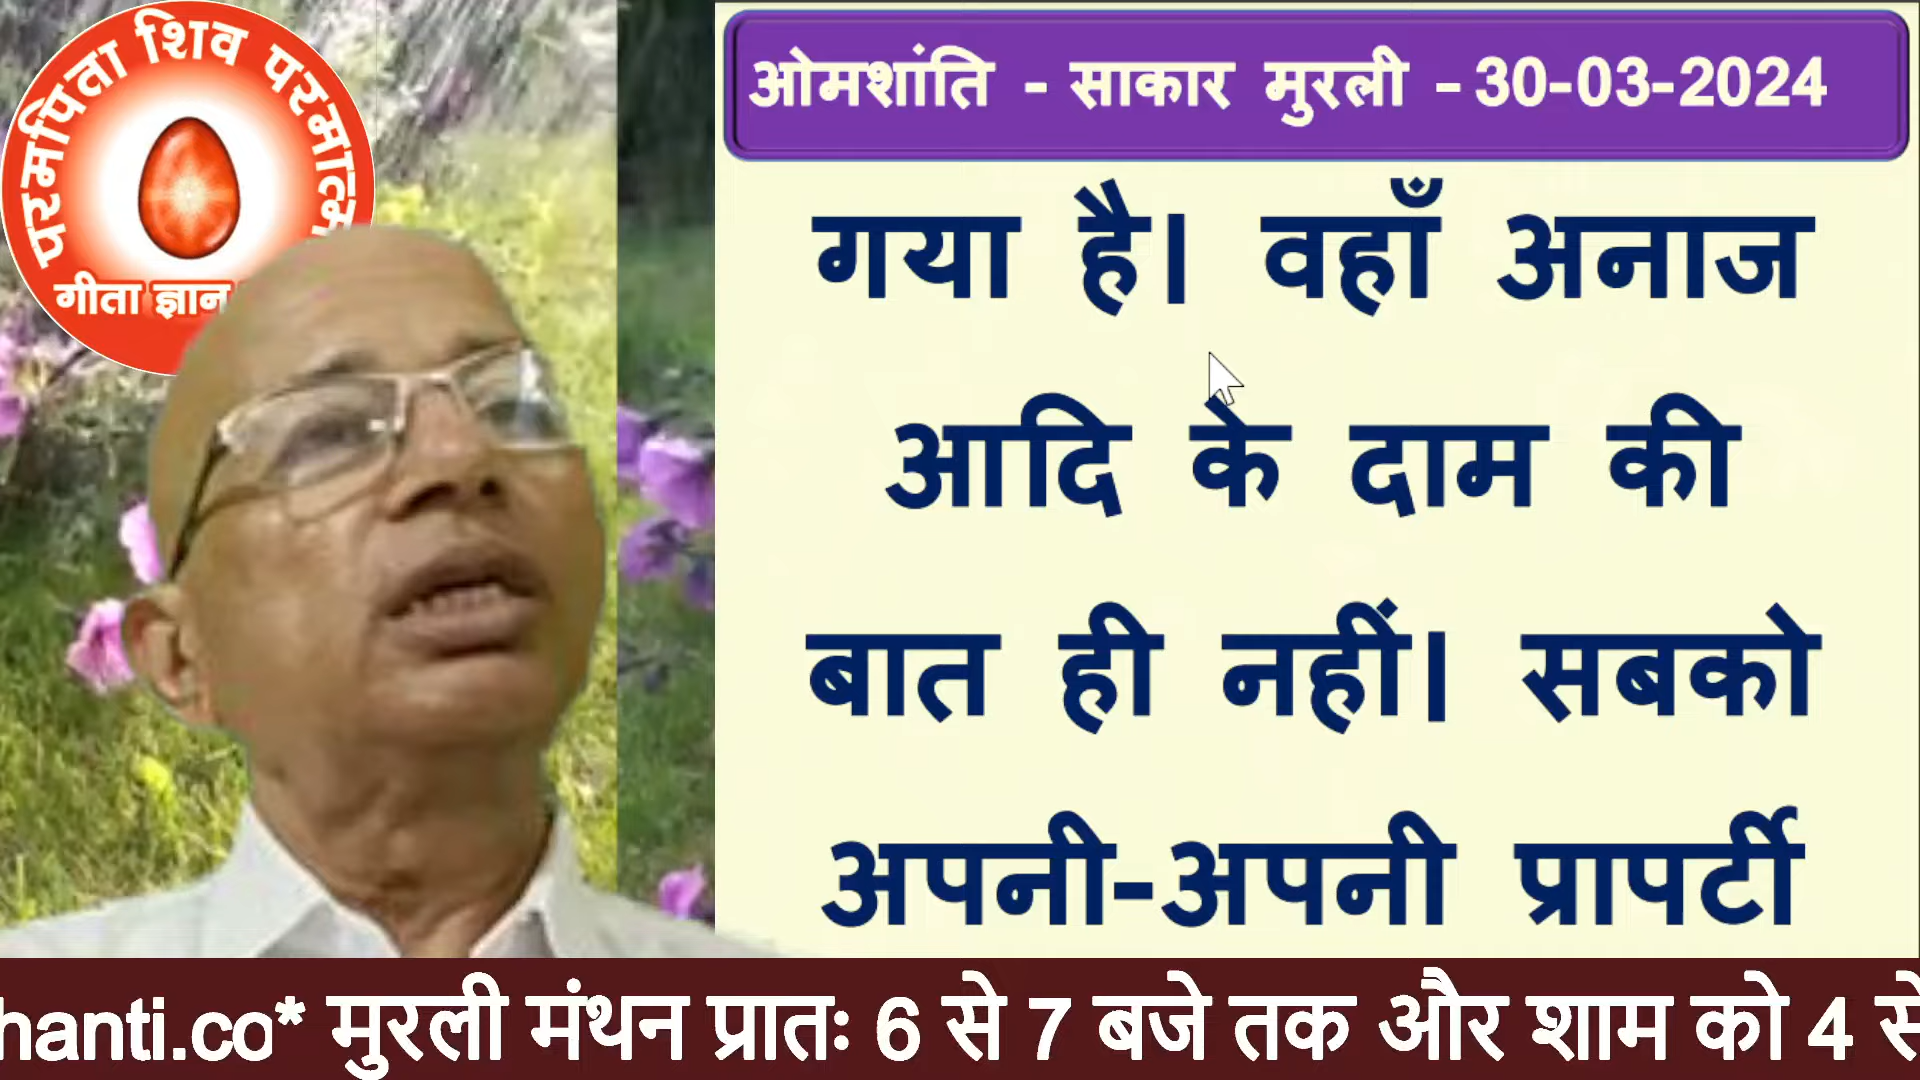 परमपिता शिव परमात्म
गीता ज्ञान
ओमशांति - साकार मुरली - 30-03-2024
गया है। वहाँ अनाज
आदि के दाम की
बात ही नहीं। सबको
अपनी-अपनी प्रापर्टी
hanti.co* मुरली मंथन प्रातः 6 से 7 बजे तक और शाम को 4 से